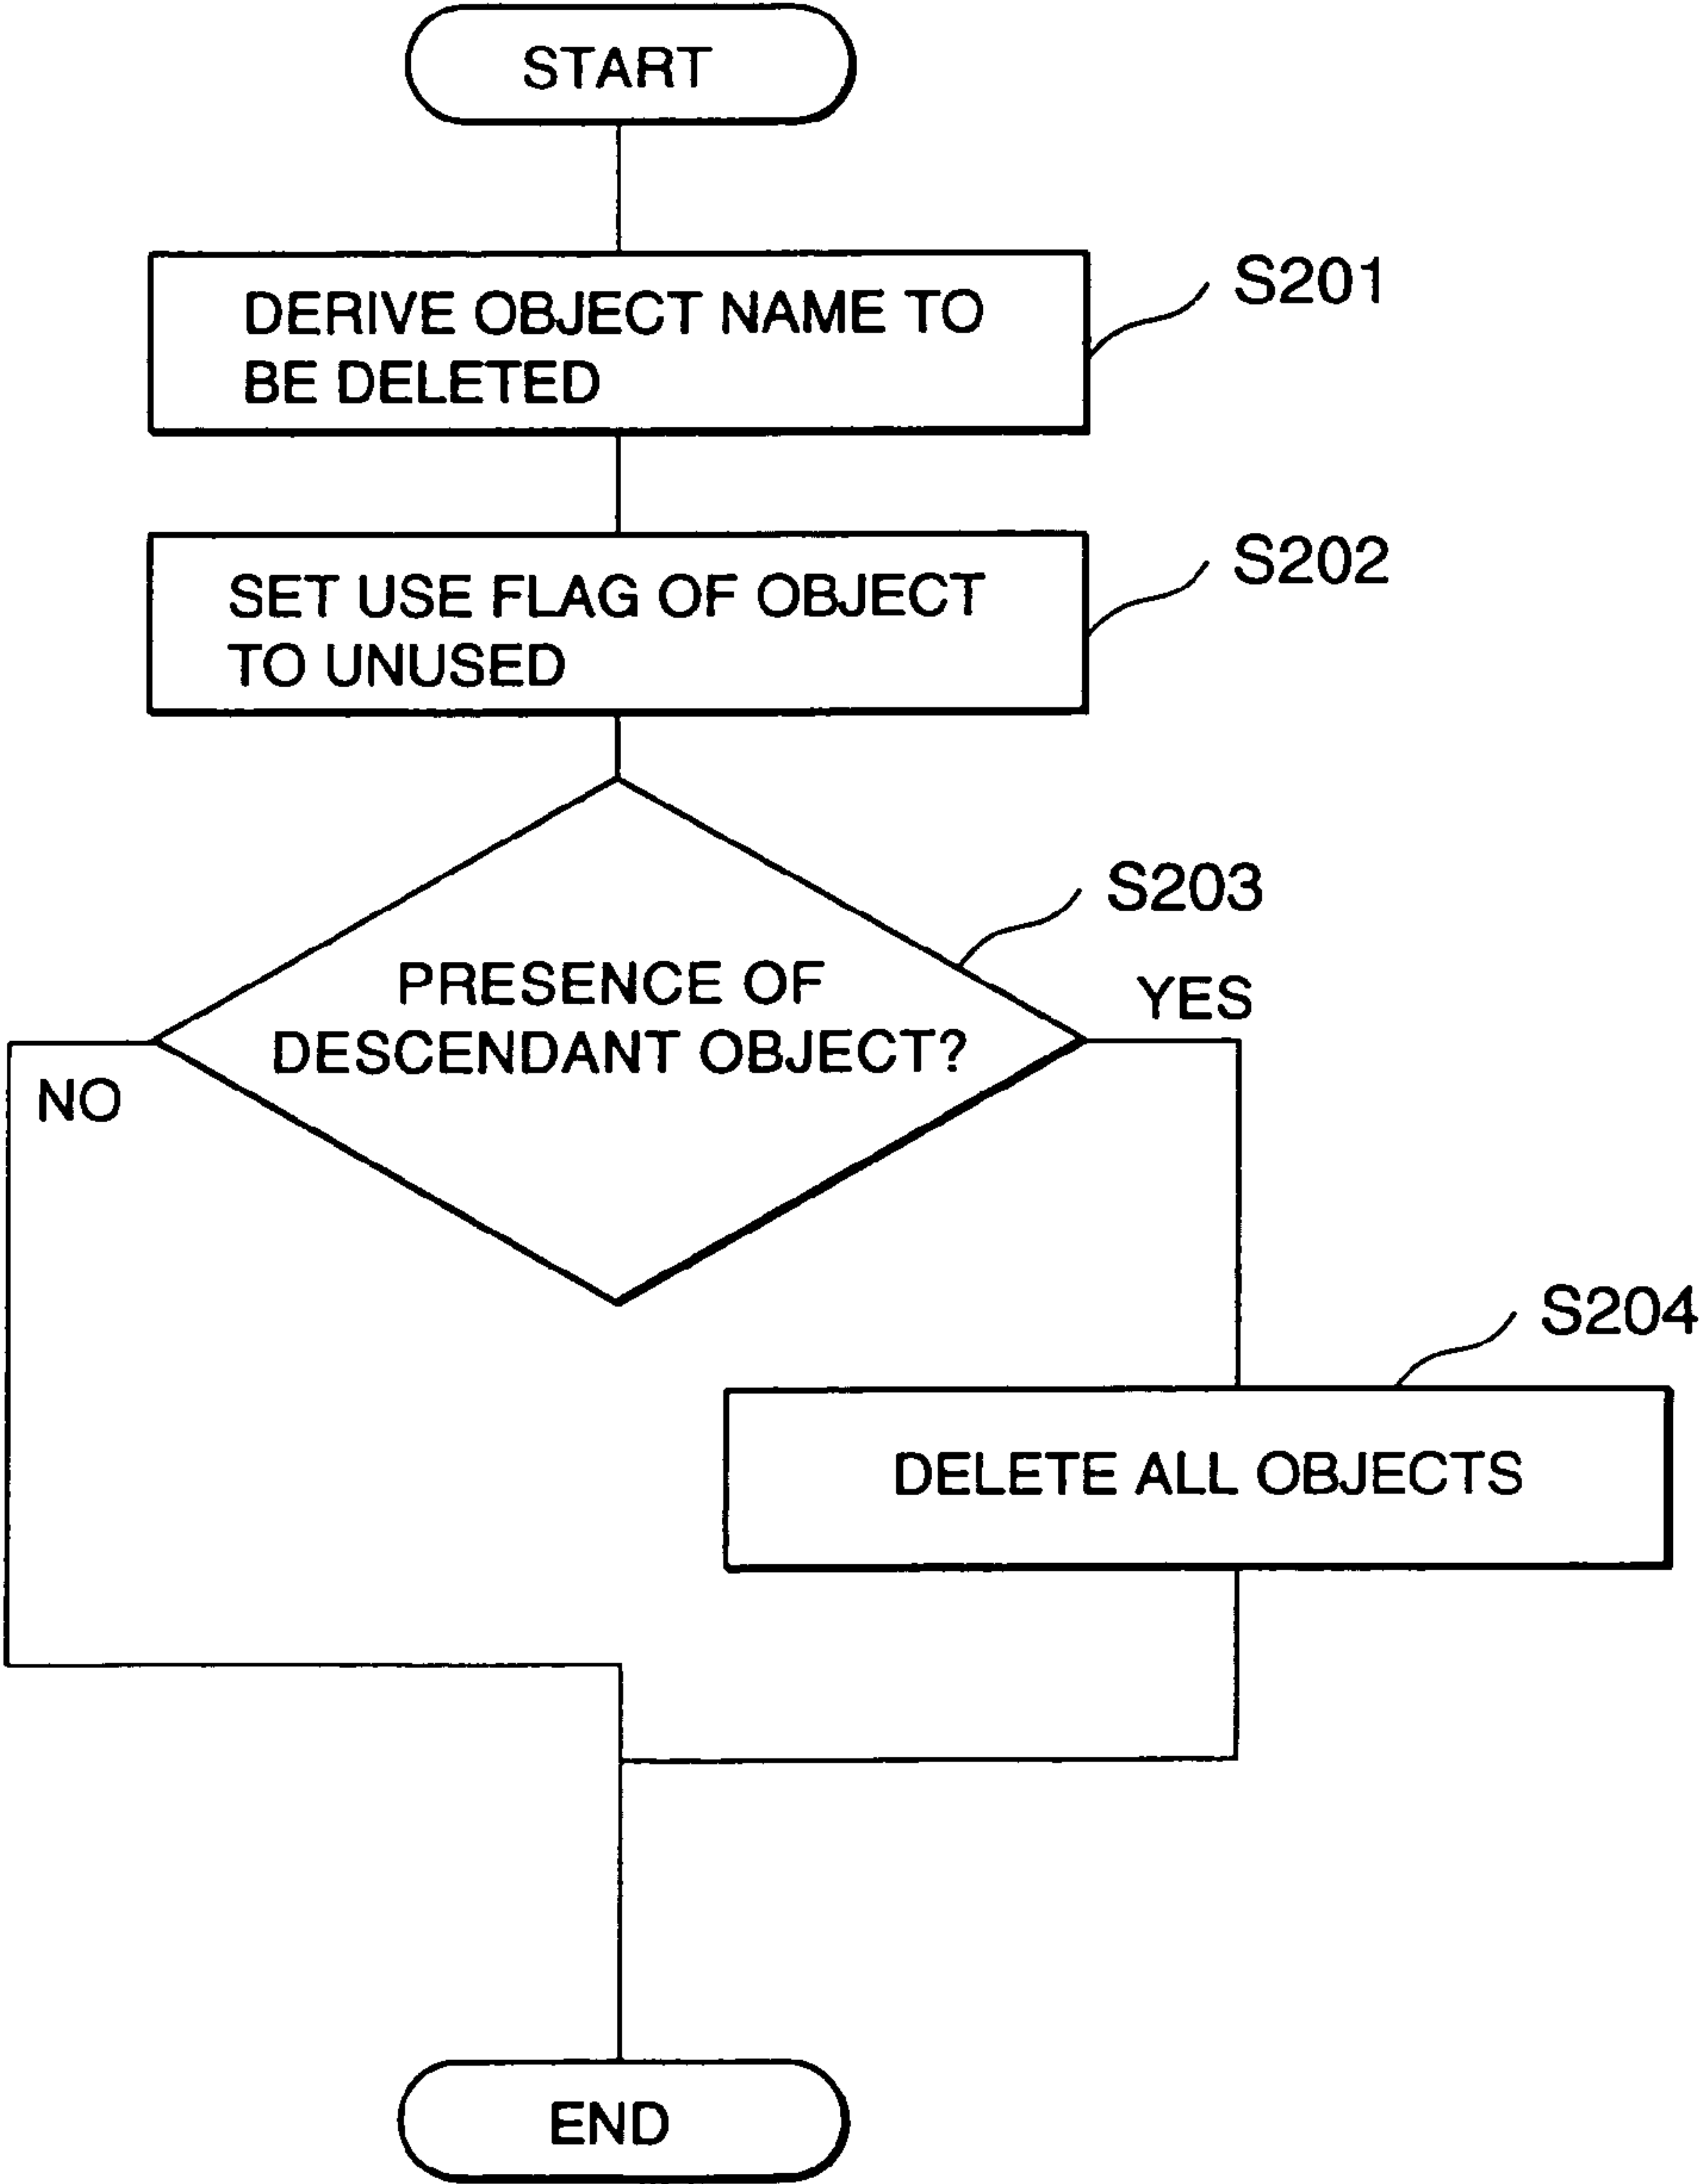 START
DERIVE OBJECT NAME TO
BE DELETED
S201
SET USE FLAG OF OBJECT
TO UNUSED
S202
S203
PRESENCE OF
DESCENDANT OBJECT?
YES
NO
S204
DELETE ALL OBJECTS
END